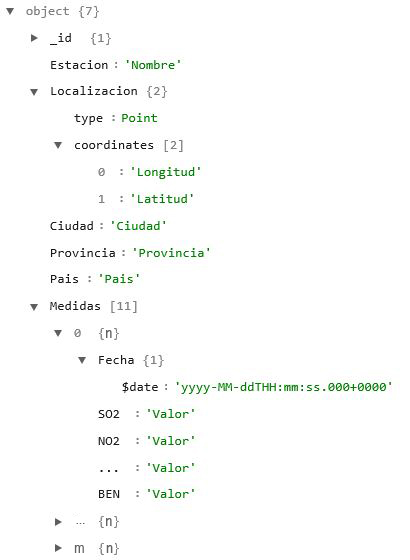 object {7}
_id {1}
Estacion : 'Nombre'
Localizacion {2}
type : Point
coordinates [2]
0 : 'Longitud'
1 : 'Latitud'
Ciudad : 'Ciudad'
Provincia : 'Provincia'
Pais : 'Pais'
Medidas [11]
0 {n}
Fecha {1}
$date : 'yyyy-MM-ddTHH:mm:ss.000+0000'
SO2 : 'Valor'
NO2 : 'Valor'
... : 'Valor'
BEN : 'Valor'
... {n}
m {n}